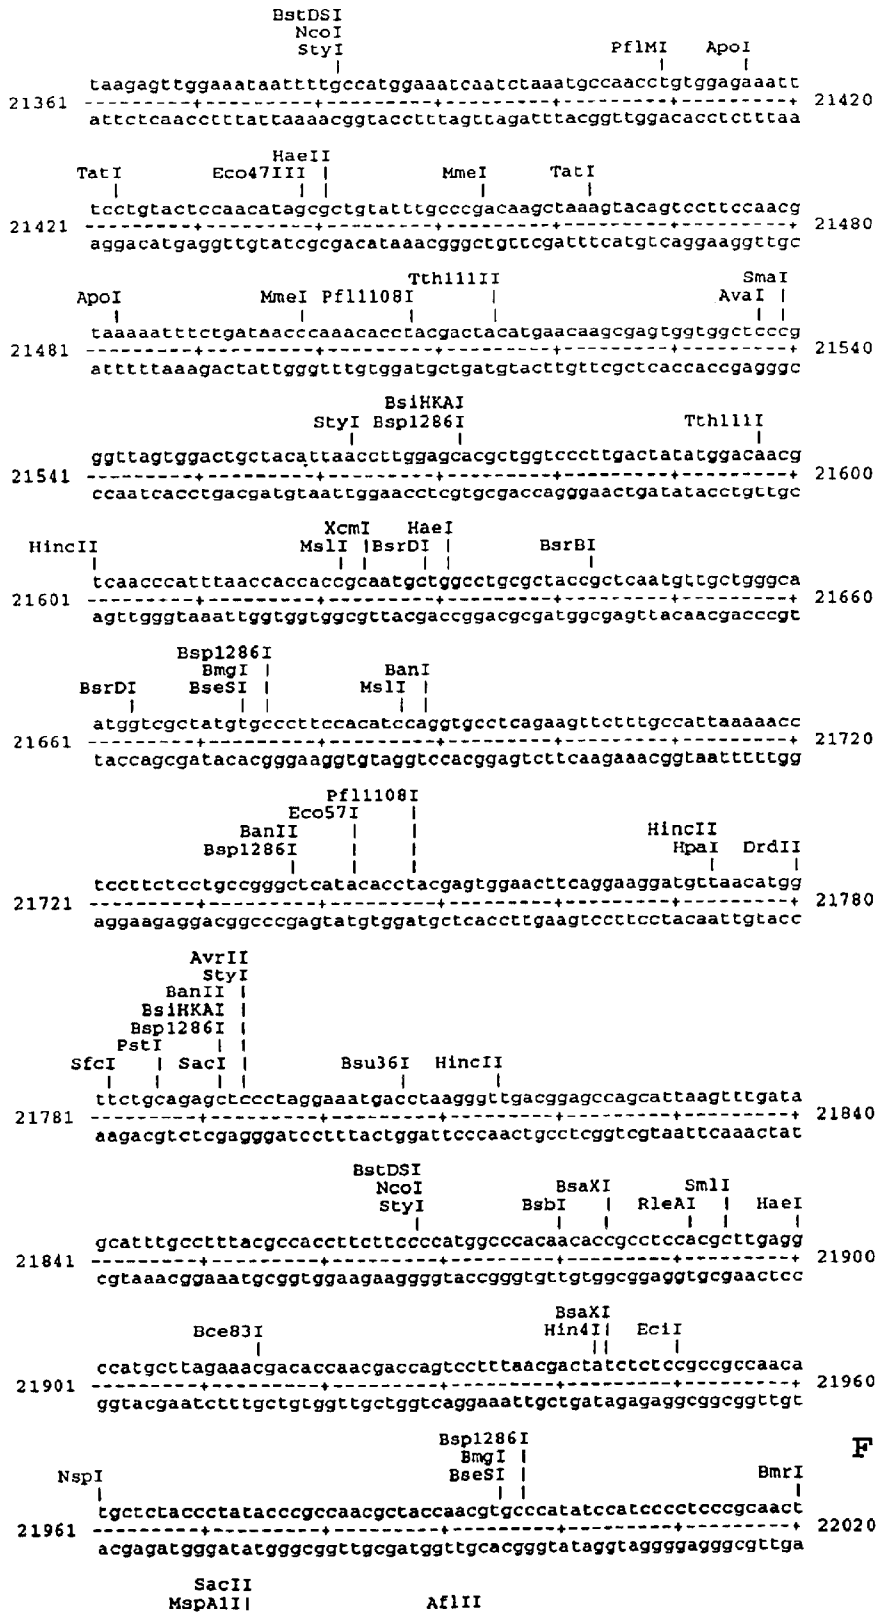 BstDSI
NcoI
StyI PflMI ApoI
taagagttggaaataattttgccatggaaatcaatctaaatgccaacctgtggagaaatt
21361 ---------+---------+---------+---------+---------+---------+ 21420
attctcaacctttattaaaacggtacctttagttagatttacggttggacacctctttaa
HaeII
TatI Eco47III MmeI TatI
tcctgtactccaacatagcgctgtatttgcccgacaagctaaagtacagtccttccaacg
21421 ---------+---------+---------+---------+---------+---------+ 21480
aggacatgaggttgtatcgcgacataaacgggctgttcgatttcatgtcaggaaggttgc
Tth111II SmaI
ApoI MmeI Pfl1108I AvaI
taaaaatttctgataacccaaacacctacgactacatgaacaagcgagtggtggctcccg
21481 ---------+---------+---------+---------+---------+---------+ 21540
atttttaaagactattgggtttgtggatgctgatgtacttgttcgctcaccaccgagggc
BsiHKAI
StyI Bsp1286I Tth111I
ggttagtggactgctacattaaccttggagcacgctggtcccttgactatatggacaacg
21541 ---------+---------+---------+---------+---------+---------+ 21600
ccaatcacctgacgatgtaattggaacctcgtgcgaccagggaactgatatacctgttgc
XcmI HaeI
HincII MslI BsrDI BsrBI
tcaacccatttaaccaccaccgcaatgctggcctgcgctaccgctcaatgttgctgggca
21601 ---------+---------+---------+---------+---------+---------+ 21660
agttgggtaaattggtggtggcgttacgaccggacgcgatggcgagttacaacgacccgt
Bsp1286I
BmgI BanI
BsrDI BseSI MslI
atggtcgctatgtgcccttccacatccaggtgcctcagaagttctttgccattaaaaacc
21661 ---------+---------+---------+---------+---------+---------+ 21720
taccagcgatacacgggaaggtgtaggtccacggagtcttcaagaaacggtaatttttgg
Pfl1108I
Eco57I
BanII HincII
Bsp1286I HpaI DrdII
tccttctcctgccgggctcatacacctacgagtggaacttcaggaaggatgttaacatgg
21721 ---------+---------+---------+---------+---------+---------+ 21780
aggaagaggacggcccgagtatgtggatgctcaccttgaagtccttcctacaattgtacc
AvrII
StyI
BanII
BsiHKAI
Bsp1286I
PstI
SfcI SacI Bsu36I HincII
ttctgcagagctccctaggaaatgacctaagggttgacggagccagcattaagtttgata
21781 ---------+---------+---------+---------+---------+---------+ 21840
aagacgtctcgagggatcctttactggattcccaactgcctcggtcgtaattcaaactat
BstDSI
NcoI BsaXI SmlI
StyI BsbI RleAI HaeI
gcatttgcctttacgccaccttcttccccatggcccacaacaccgcctccacgcttgagg
21841 ---------+---------+---------+---------+---------+---------+ 21900
cgtaaacggaaatgcggtggaagaaggggtaccgggtgttgtggcggaggtgcgaactcc
BsaXI
Bce83I Hin4I EciI
ccatgcttagaaacgacaccaacgaccagtcctttaacgactatctctccgccgccaaca
21901 ---------+---------+---------+---------+---------+---------+ 21960
ggtacgaatctttgctgtggttgctggtcaggaaattgctgatagagaggcggcggttgt
Bsp1286I F
BmgI
NspI BseSI BmrI
tgctctaccctatacccgccaacgctaccaacgtgcccatatccatcccctcccgcaact
21961 ---------+---------+---------+---------+---------+---------+ 22020
acgagatgggatatgggcggttgcgatggttgcacgggtataggtaggggagggcgttga
SacII
MspA1I AflII